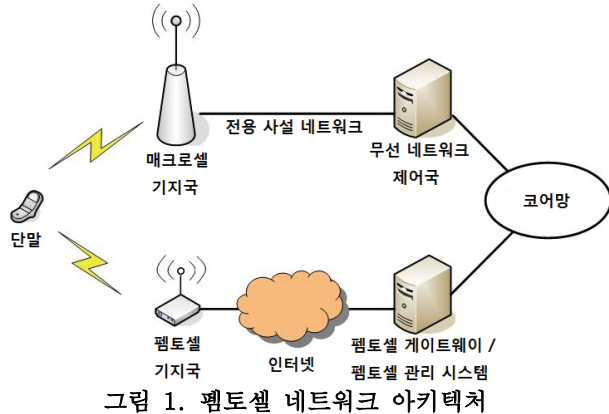 전용 사설 네트워크
매크로셀
기지국
무선 네트워크
제어국
코어망
단말
펨토셀
기지국
인터넷
펨토셀 게이트웨이 /
펨토셀 관리 시스템
그림 1. 펨토셀 네트워크 아키텍처